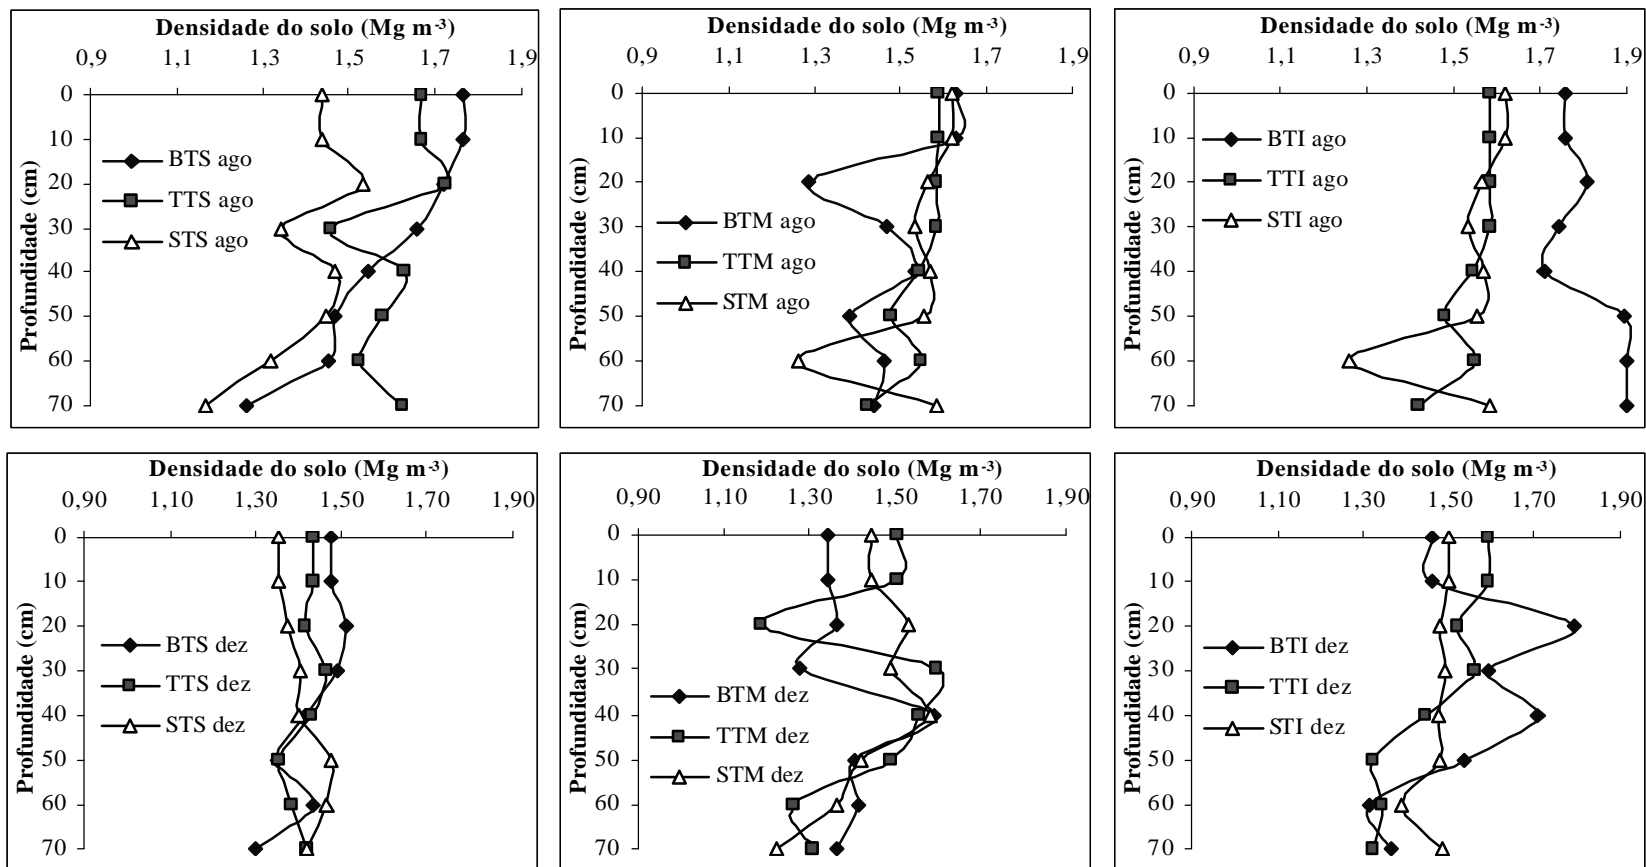 Densidade do solo (Mg m-3)
0,9 1,1 1,3 1,5 1,7 1,9
0
10
20
30
40
50
60
70
Profundidade (cm)
BTS ago
TTS ago
STS ago
Densidade do solo (Mg m-3)
0,9 1,1 1,3 1,5 1,7 1,9
0
10
20
30
40
50
60
70
Profundidade (cm)
BTM ago
TTM ago
STM ago
Densidade do solo (Mg m-3)
0,9 1,1 1,3 1,5 1,7 1,9
0
10
20
30
40
50
60
70
Profundidade (cm)
BTI ago
TTI ago
STI ago
Densidade do solo (Mg m-3)
0,90 1,10 1,30 1,50 1,70 1,90
0
10
20
30
40
50
60
70
Profundidade (cm)
BTS dez
TTS dez
STS dez
Densidade do solo (Mg m-3)
0,90 1,10 1,30 1,50 1,70 1,90
0
10
20
30
40
50
60
70
Profundidade (cm)
BTM dez
TTM dez
STM dez
Densidade do solo (Mg m-3)
0,90 1,10 1,30 1,50 1,70 1,90
0
10
20
30
40
50
60
70
Profundidade (cm)
BTI dez
TTI dez
STI dez